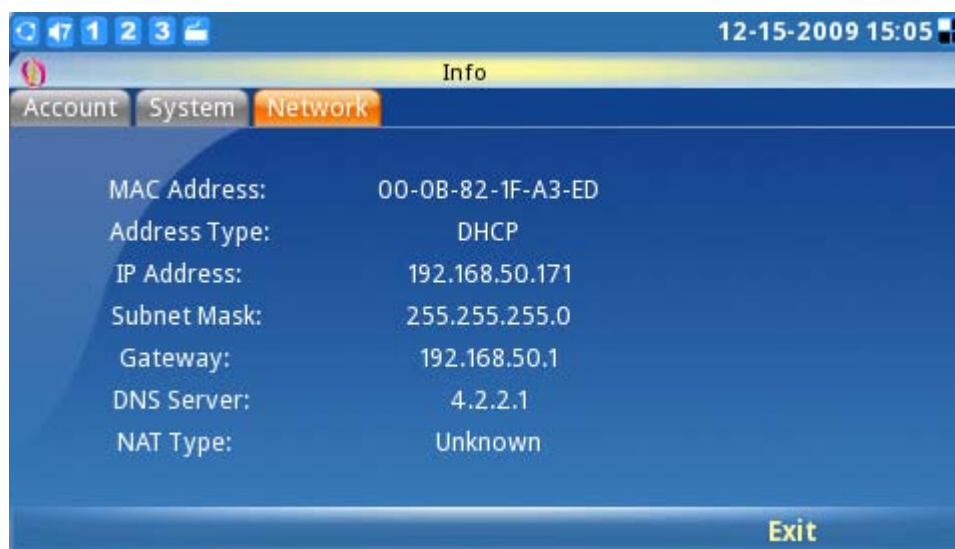 7 1 2 3 12-15-2009 15:05
Info
Account System Network
MAC Address: 00-0B-82-1F-A3-ED
Address Type: DHCP
IP Address: 192.168.50.171
Subnet Mask: 255.255.255.0
Gateway: 192.168.50.1
DNS Server: 4.2.2.1
NAT Type: Unknown
Exit